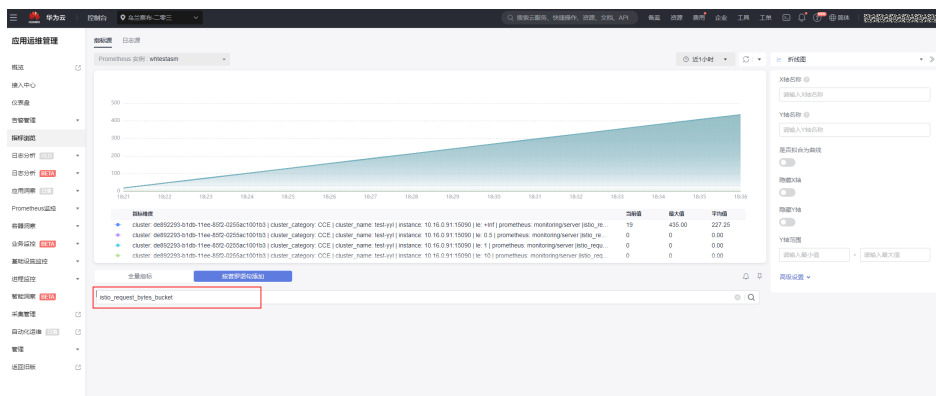 华为云
控制台
乌兰察布-二零三
搜索云服务、快捷操作、资源、文档、API
备案
资源
费用
企业
工具
工单
简体
应用运维管理
概览
接入中心
仪表盘
告警管理
指标浏览
日志分析
日志分析 BETA
应用洞察
Prometheus监控
容器洞察
业务监控 BETA
基础设施监控
进程监控
智能洞察 BETA
采集管理
自动化运维
管理
返回旧版
指标源
日志源
Prometheus 实例 whtestasm
近1小时
500
400
300
200
100
0
18:21 18:22 18:23 18:24 18:25 18:26 18:27 18:28 18:29 18:30 18:31 18:32 18:33 18:34 18:35 18:36
指标维度 当前值 最大值 平均值
cluster: de892293-b1db-11ee-85f2-0255ac1001b3 | cluster_category: CCE | cluster_name: test-yyl | instance: 10.16.0.91:15090 | le: +Inf | prometheus: monitoring/server |istio_re... 19 435.00 227.25
cluster: de892293-b1db-11ee-85f2-0255ac1001b3 | cluster_category: CCE | cluster_name: test-yyl | instance: 10.16.0.91:15090 | le: 0.5 | prometheus: monitoring/server |istio_re... 0 0 0.00
cluster: de892293-b1db-11ee-85f2-0255ac1001b3 | cluster_category: CCE | cluster_name: test-yyl | instance: 10.16.0.91:15090 | le: 1 | prometheus: monitoring/server |istio_requ... 0 0 0.00
cluster: de892293-b1db-11ee-85f2-0255ac1001b3 | cluster_category: CCE | cluster_name: test-yyl | instance: 10.16.0.91:15090 | le: 10 | prometheus: monitoring/server |istio_req... 0 0 0.00
全量指标
按普罗语句添加
istio_request_bytes_bucket
折线图
X轴名称
请输入X轴名称
Y轴名称
请输入Y轴名称
是否拟合为曲线
隐藏X轴
隐藏Y轴
Y轴范围
请输入最小值 - 请输入最大值
高级设置